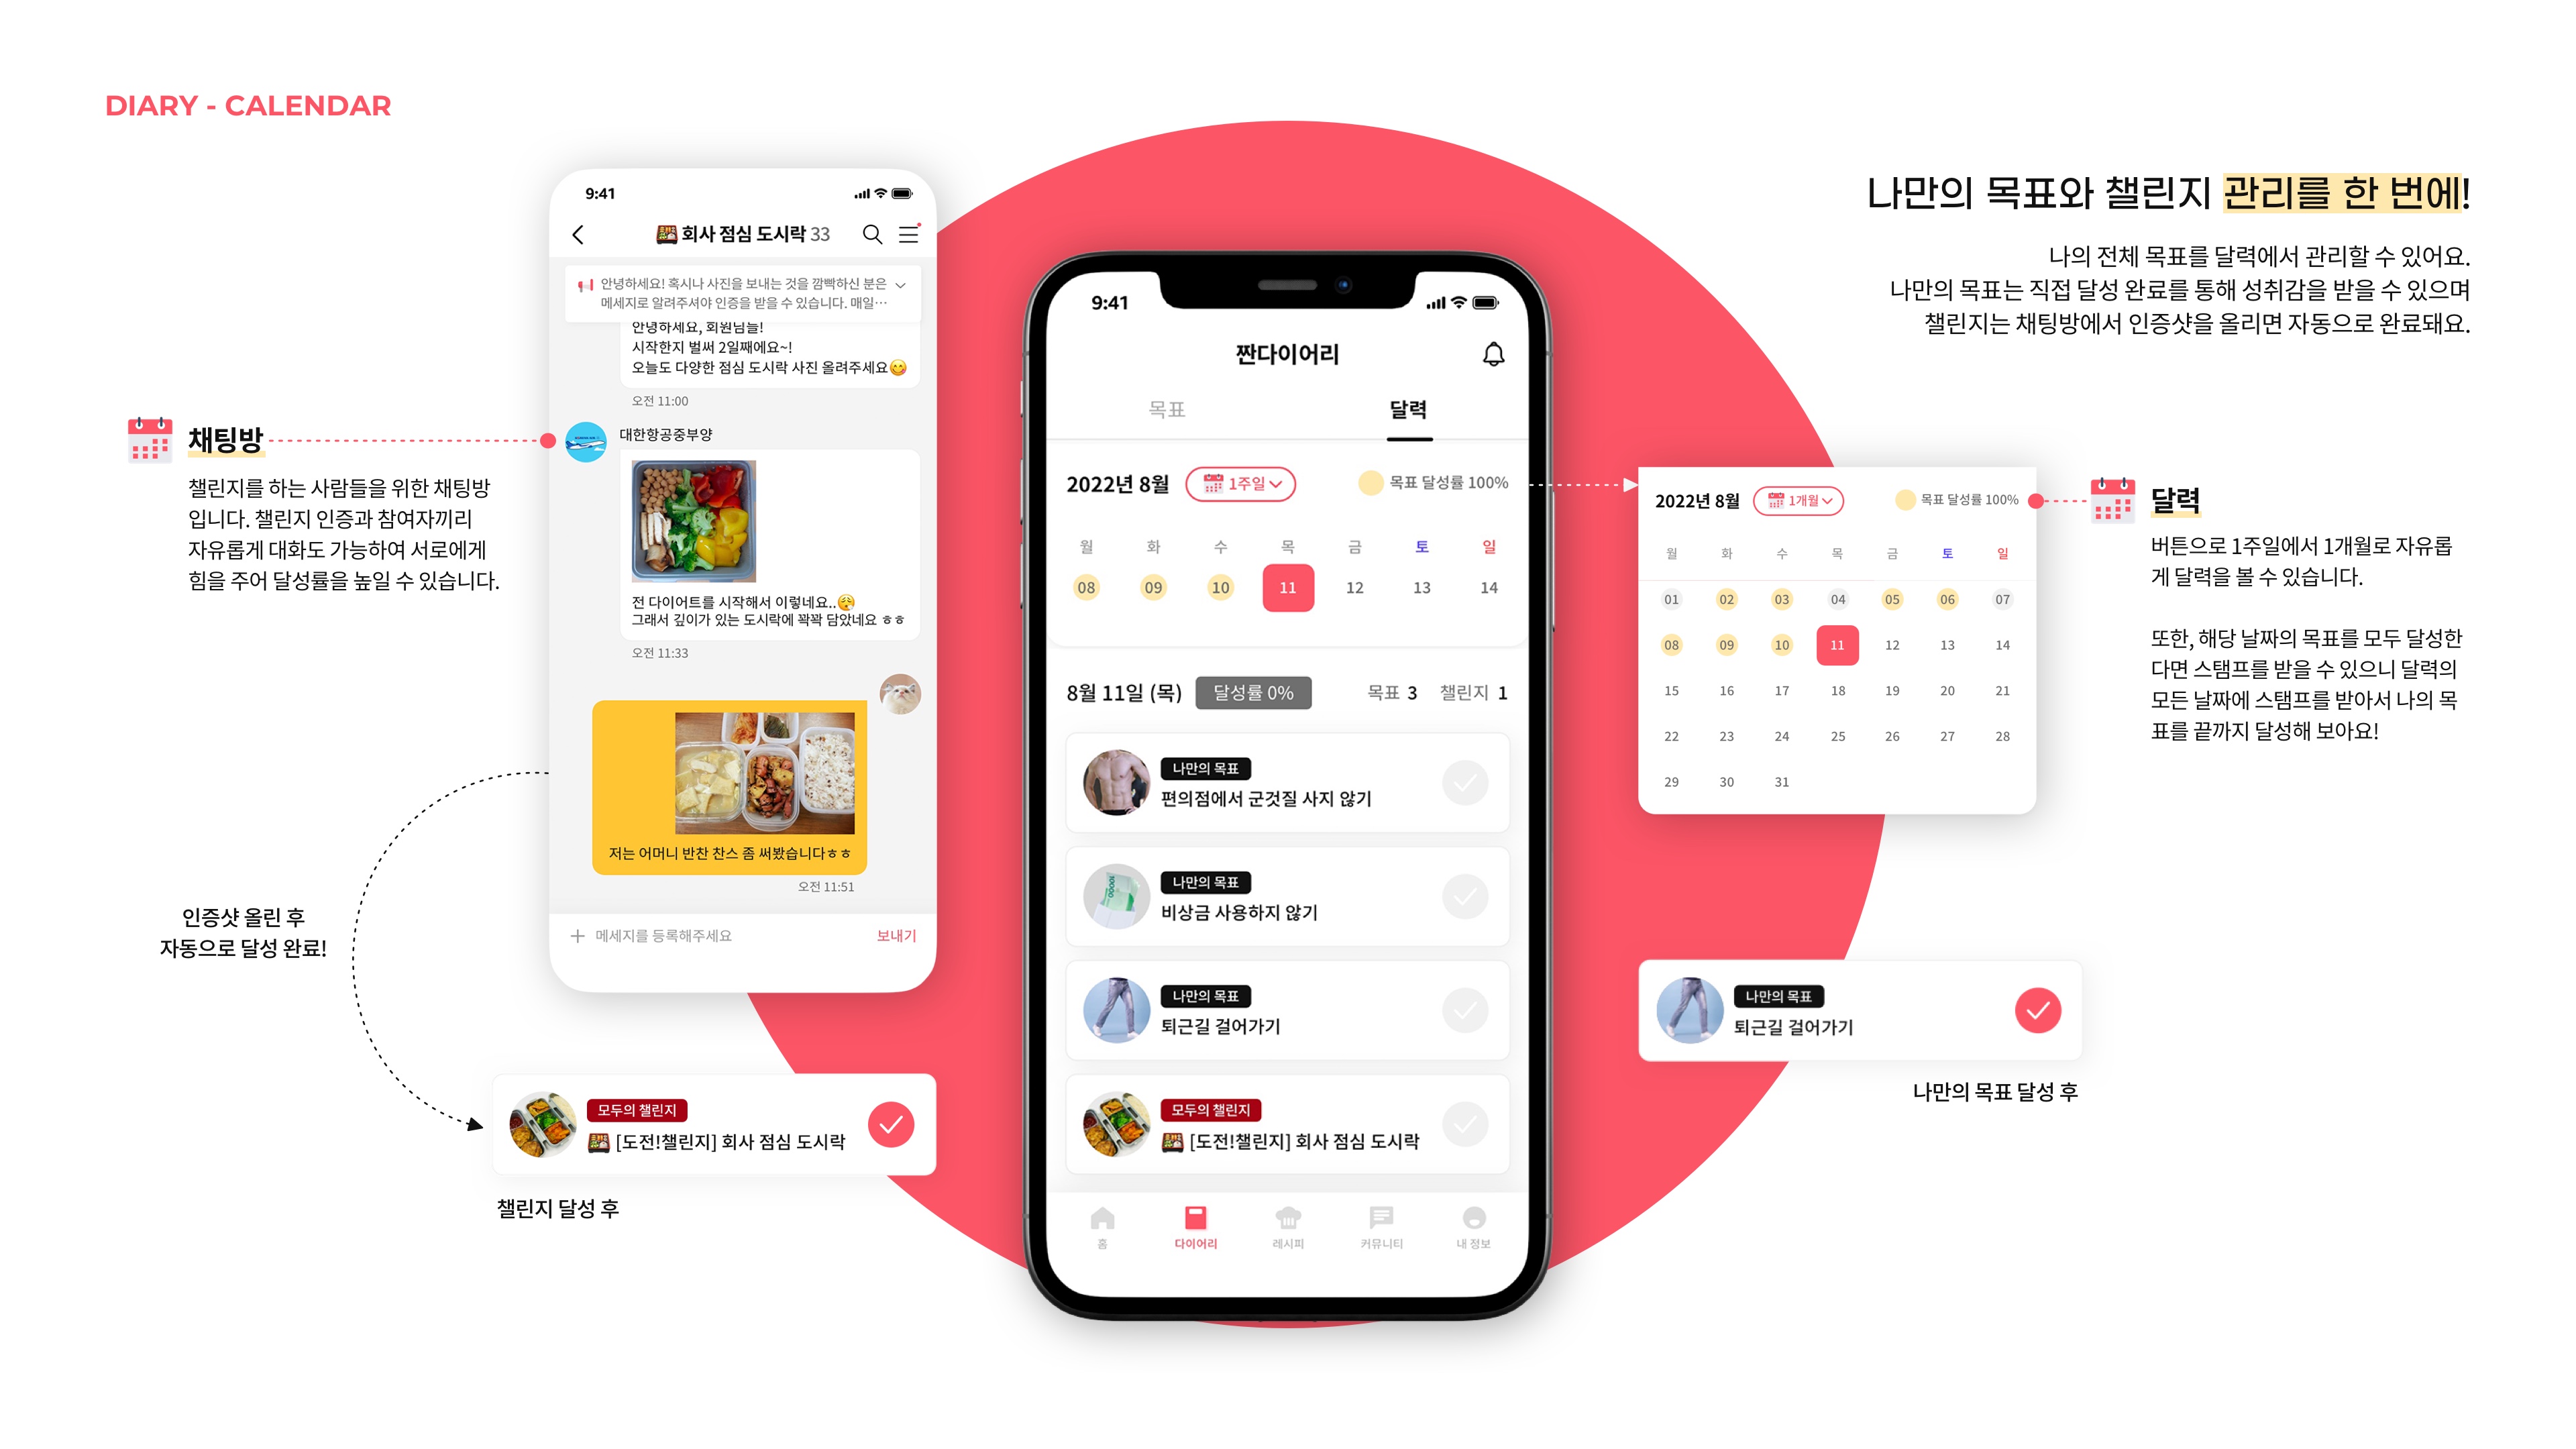 DIARY - CALENDAR
나만의 목표와 챌린지 관리를 한 번에!
나의 전체 목표를 달력에서 관리할 수 있어요.
나만의 목표는 직접 달성 완료를 통해 성취감을 받을 수 있으며
챌린지는 채팅방에서 인증샷을 올리면 자동으로 완료돼요.
채팅방
챌린지를 하는 사람들을 위한 채팅방
입니다. 챌린지 인증과 참여자끼리
자유롭게 대화도 가능하여 서로에게
힘을 주어 달성률을 높일 수 있습니다.
인증샷 올린 후
자동으로 달성 완료!
9:41
회사 점심 도시락 33
안녕하세요! 혹시나 사진을 보내는 것을 깜빡하신 분은
메세지로 알려주셔야 인증을 받을 수 있습니다. 매일…
안녕하세요, 회원님들!
시작한지 벌써 2일째에요~!
오늘도 다양한 점심 도시락 사진 올려주세요😋
오전 11:00
대한항공중부양
전 다이어트를 시작해서 이렇네요..😮‍💨
그래서 깊이가 있는 도시락에 꽉꽉 담았네요 ㅎㅎ
오전 11:33
저는 어머니 반찬 찬스 좀 써봤습니다ㅎㅎ
오전 11:51
메세지를 등록해주세요
보내기
모두의 챌린지
🍱 [도전!챌린지] 회사 점심 도시락
챌린지 달성 후
9:41
짠다이어리
목표 달력
2022년 8월 1주일 목표 달성률 100%
월 화 수 목 금 토 일
08 09 10 11 12 13 14
8월 11일 (목) 달성률 0% 목표 3 챌린지 1
나만의 목표
편의점에서 군것질 사지 않기
나만의 목표
비상금 사용하지 않기
나만의 목표
퇴근길 걸어가기
모두의 챌린지
🍱 [도전!챌린지] 회사 점심 도시락
홈 다이어리 레시피 커뮤니티 내 정보
2022년 8월 1개월 목표 달성률 100%
월 화 수 목 금 토 일
01 02 03 04 05 06 07
08 09 10 11 12 13 14
15 16 17 18 19 20 21
22 23 24 25 26 27 28
29 30 31
달력
버튼으로 1주일에서 1개월로 자유롭
게 달력을 볼 수 있습니다.
또한, 해당 날짜의 목표를 모두 달성한
다면 스탬프를 받을 수 있으니 달력의
모든 날짜에 스탬프를 받아서 나의 목
표를 끝까지 달성해 보아요!
나만의 목표
퇴근길 걸어가기
나만의 목표 달성 후